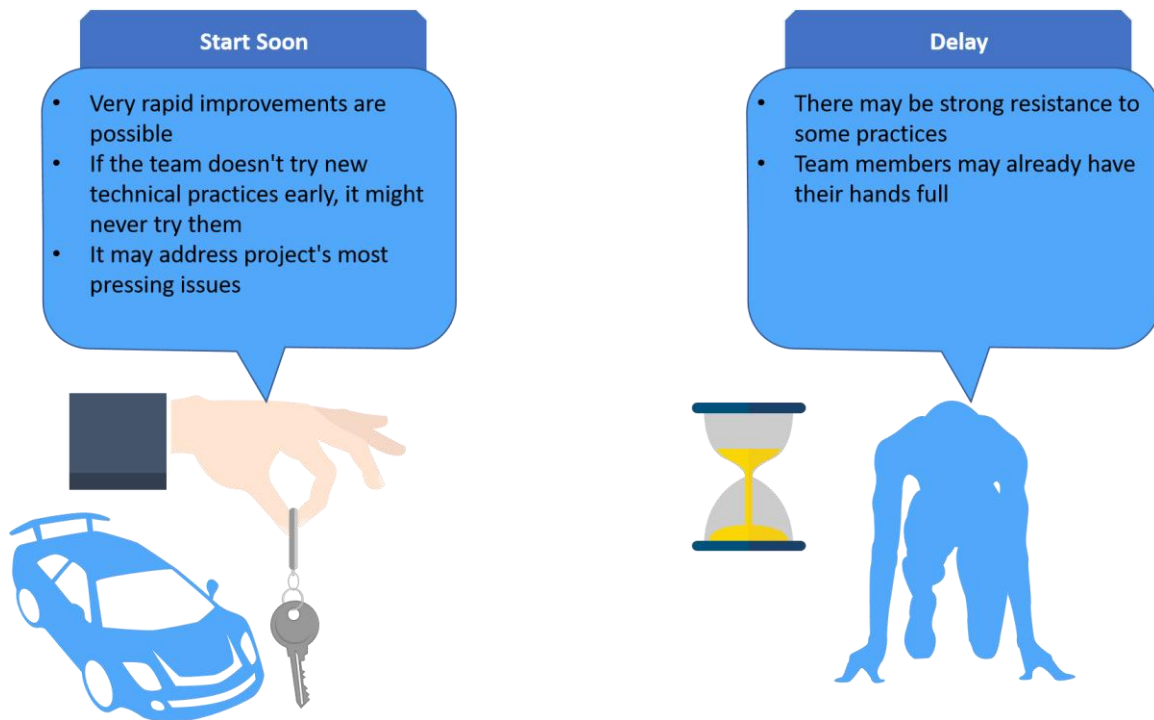 Start Soon
• Very rapid improvements are
possible
• If the team doesn't try new
technical practices early, it might
never try them
• It may address project's most
pressing issues
Delay
• There may be strong resistance to
some practices
• Team members may already have
their hands full